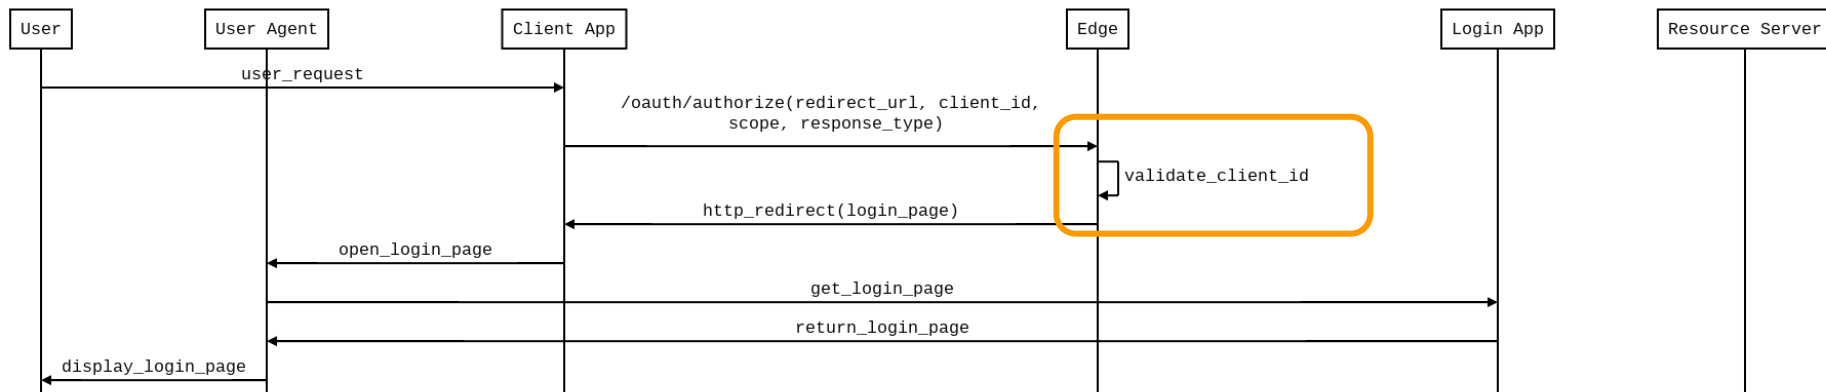 User
User Agent
Client App
Edge
Login App
Resource Server
user_request
/oauth/authorize(redirect_url, client_id,
scope, response_type)
validate_client_id
http_redirect(login_page)
open_login_page
get_login_page
return_login_page
display_login_page